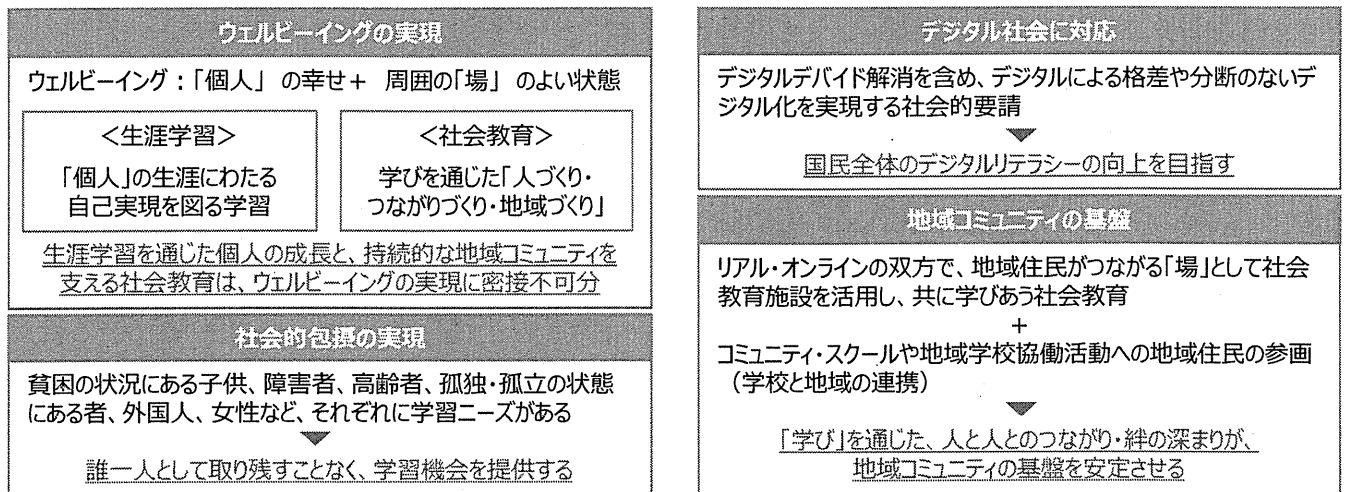 ウェルビーイングの実現
ウェルビーイング:「個人」の幸せ+ 周囲の「場」のよい状態
<生涯学習>
「個人」の生涯にわたる
自己実現を図る学習
<社会教育>
学びを通じた「人づくり・
つながりづくり・地域づくり」
生涯学習を通じた個人の成長と、持続的な地域コミュニティを
支える社会教育は、ウェルビーイングの実現に密接不可分
社会的包摂の実現
貧困の状況にある子供、障害者、高齢者、孤独・孤立の状態
にある者、外国人、女性など、それぞれに学習ニーズがある
誰一人として取り残すことなく、学習機会を提供する
デジタル社会に対応
デジタルデバイド解消を含め、デジタルによる格差や分断のないデ
ジタル化を実現する社会的要請
国民全体のデジタルリテラシーの向上を目指す
地域コミュニティの基盤
リアル・オンラインの双方で、地域住民がつながる「場」として社会
教育施設を活用し、共に学びあう社会教育
+
コミュニティ・スクールや地域学校協働活動への地域住民の参画
(学校と地域の連携)
「学び」を通じた、人と人とのつながり・絆の深まりが、
地域コミュニティの基盤を安定させる